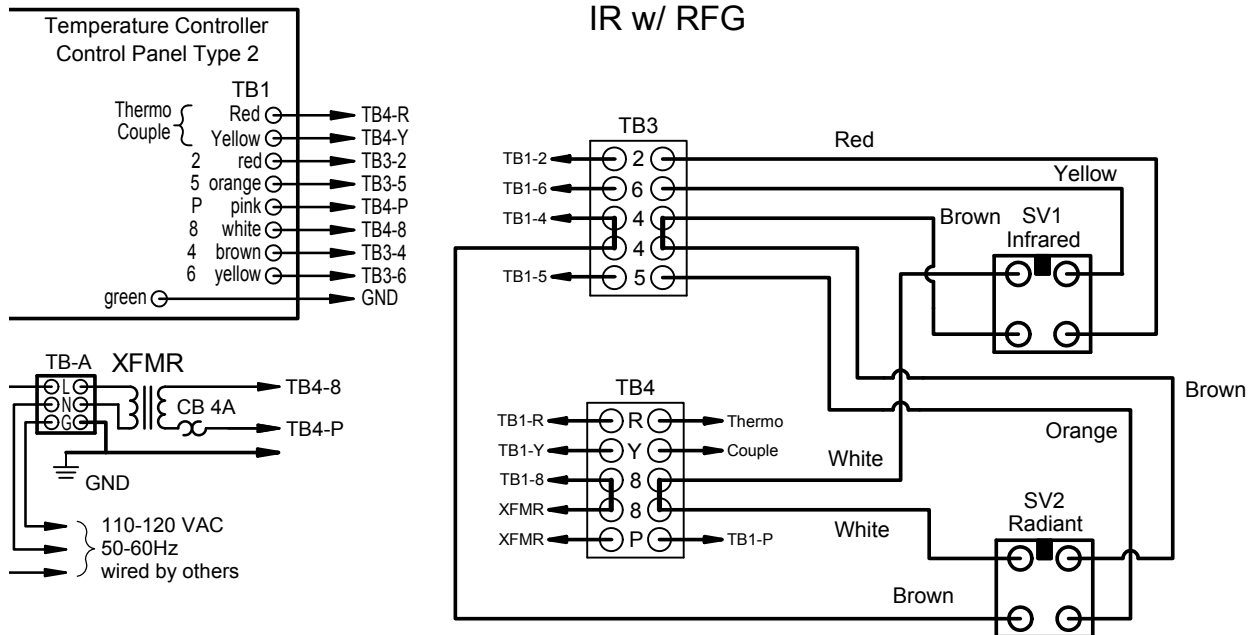 IR w/ RFG
Temperature Controller
Control Panel Type 2
TB1
Thermo
Couple
Red TB4-R
Yellow TB4-Y
2 red TB3-2
5 orange TB3-5
P pink TB4-P
8 white TB4-8
4 brown TB3-4
6 yellow TB3-6
green GND
TB-A XFMR
L TB4-8
N CB 4A
G TB4-P
GND
110-120 VAC
50-60Hz
wired by others
TB3
TB1-2 2 Red
TB1-6 6 Yellow
TB1-4 4 Brown
4
TB1-5 5
SV1
Infrared
Brown
Orange
TB4
TB1-R R Thermo
TB1-Y Y Couple
TB1-8 8 White
XFMR 8 White
XFMR P TB1-P
SV2
Radiant
Brown